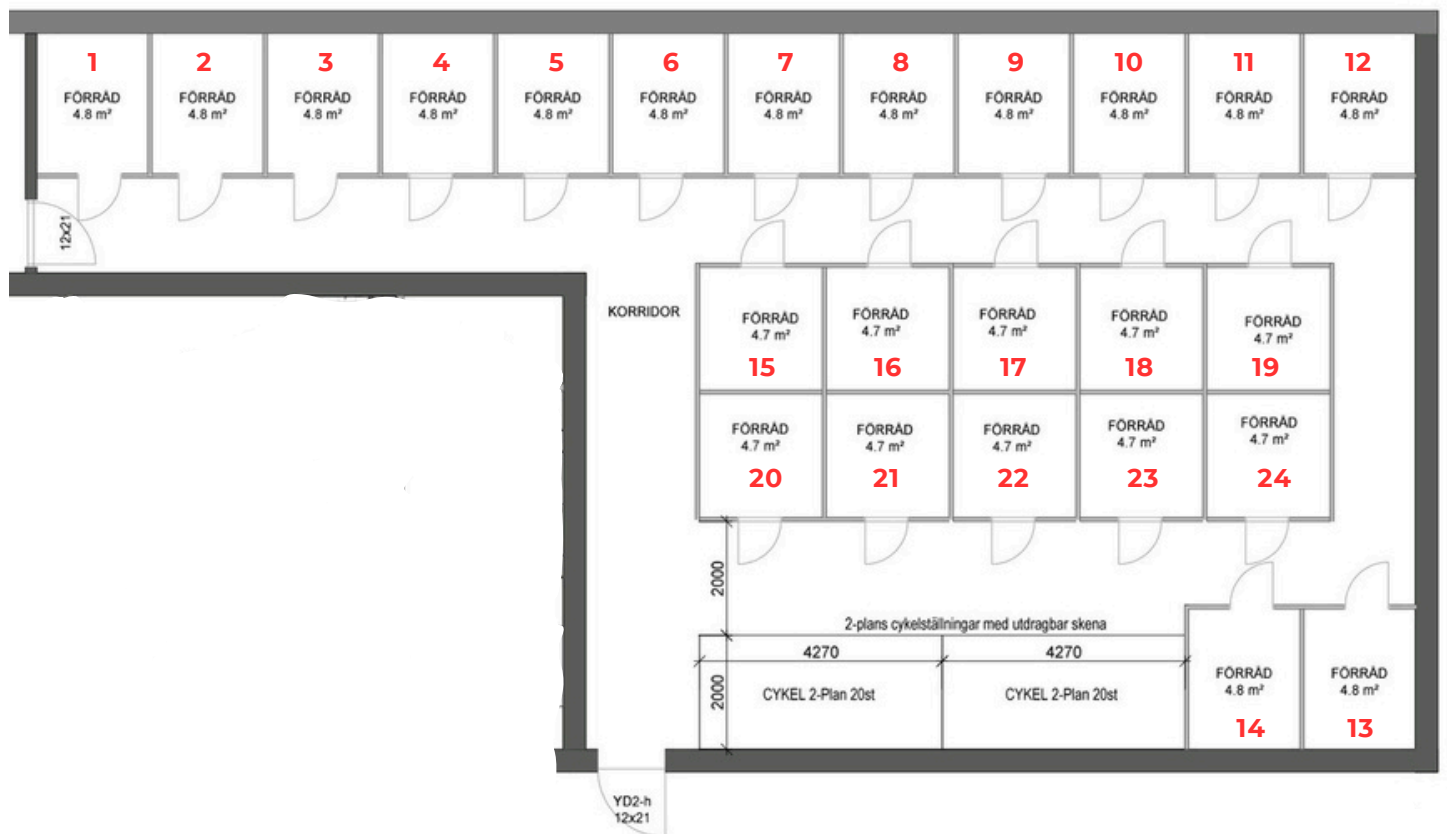 1 2 3 4 5 6 7 8 9 10 11 12
FÖRRÅD FÖRRÅD FÖRRÅD FÖRRÅD FÖRRÅD FÖRRÅD FÖRRÅD FÖRRÅD FÖRRÅD FÖRRÅD FÖRRÅD FÖRRÅD
4.8 m² 4.8 m² 4.8 m² 4.8 m² 4.8 m² 4.8 m² 4.8 m² 4.8 m² 4.8 m² 4.8 m² 4.8 m² 4.8 m²
12x21
KORRIDOR
FÖRRÅD FÖRRÅD FÖRRÅD FÖRRÅD FÖRRÅD
4.7 m² 4.7 m² 4.7 m² 4.7 m² 4.7 m²
15 16 17 18 19
FÖRRÅD FÖRRÅD FÖRRÅD FÖRRÅD FÖRRÅD
4.7 m² 4.7 m² 4.7 m² 4.7 m² 4.7 m²
20 21 22 23 24
2000
2-plans cykelställningar med utdragbar skena
4270 4270
2000
CYKEL 2-Plan 20st CYKEL 2-Plan 20st
FÖRRÅD FÖRRÅD
4.8 m² 4.8 m²
14 13
YD2-h
12x21